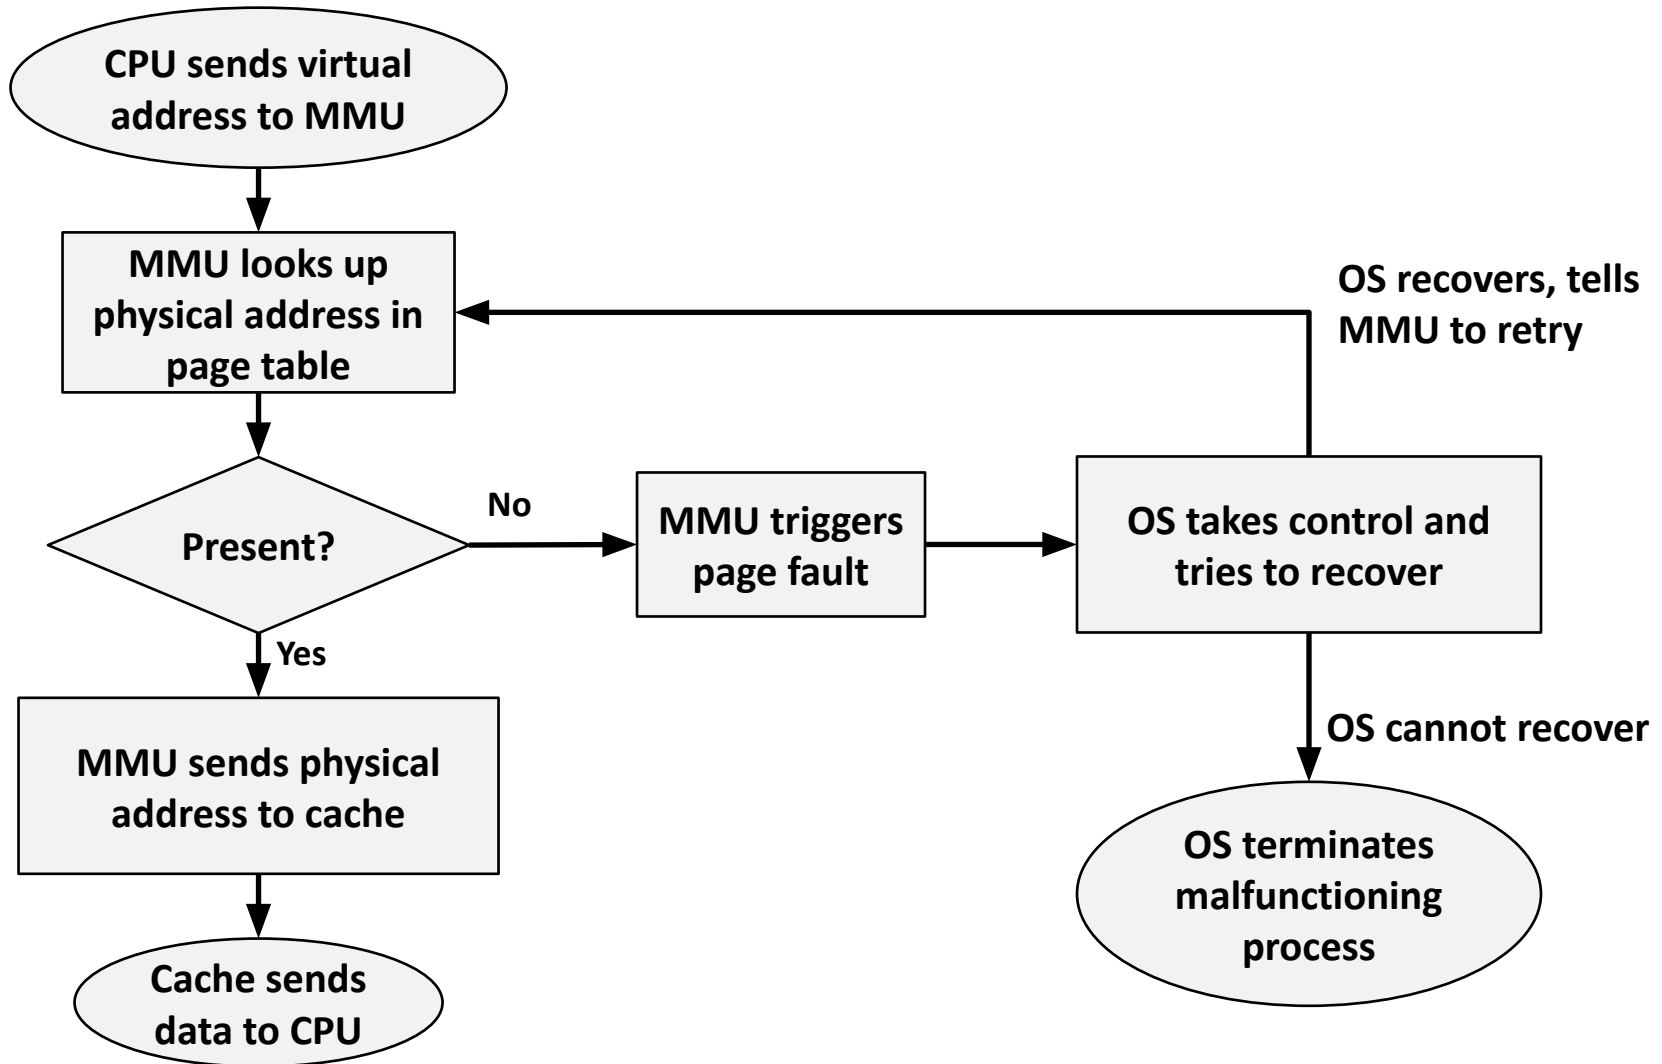 CPU sends virtual
address to MMU
MMU looks up
physical address in
page table
OS recovers, tells
MMU to retry
Present?
No
MMU triggers
page fault
OS takes control and
tries to recover
Yes
MMU sends physical
address to cache
OS cannot recover
OS terminates
malfunctioning
process
Cache sends
data to CPU